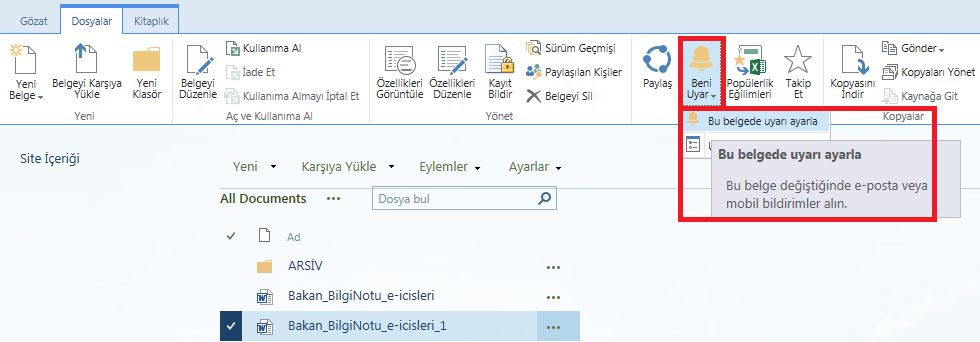 Gözat Dosyalar Kitaplık
Yeni Belge
Belgeyi Karşıya Yükle
Yeni Klasör
Yeni
Belgeyi Düzenle
Kullanıma Al
İade Et
Kullanıma Almayı İptal Et
Aç ve Kullanıma Al
Özellikleri Görüntüle
Özellikleri Düzenle
Kayıt Bildir
Sürüm Geçmişi
Paylaşılan Kişiler
Belgeyi Sil
Yönet
Paylaş
Beni Uyar
Popülerlik Eğilimleri
Takip Et
Kopyasını İndir
Gönder
Kopyaları Yönet
Kaynağa Git
Kopyalar
Bu belgede uyarı ayarla
Bu belgede uyarı ayarla
Bu belge değiştiğinde e-posta veya
mobil bildirimler alın.
Site İçeriği
Yeni Karşıya Yükle Eylemler Ayarlar
All Documents ••• Dosya bul
Ad
ARSİV •••
Bakan_BilgiNotu_e-icisleri •••
Bakan_BilgiNotu_e-icisleri_1 •••